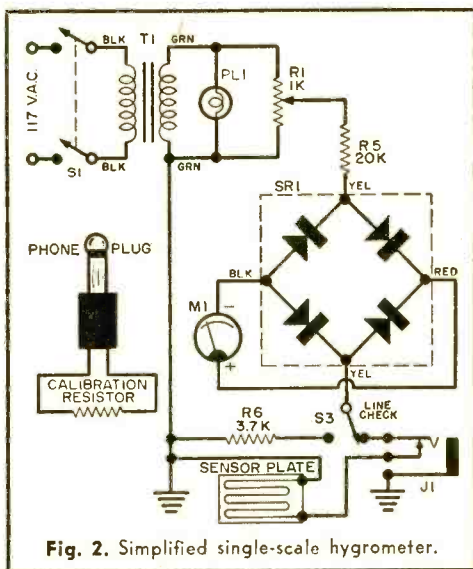 T1
BLK
GRN
117 V.A.C.
S1
BLK
GRN
PL1
R1
1K
R5
20K
YEL
SR1
PHONE PLUG
BLK
RED
M1
−
+
YEL
CALIBRATION
RESISTOR
R6
3.7K
S3
LINE
CHECK
SENSOR PLATE
J1
Fig. 2. Simplified single-scale hygrometer.